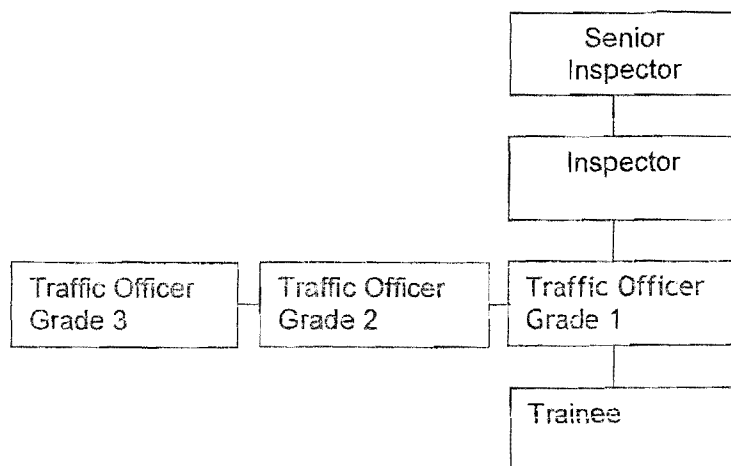 Senior
Inspector
Inspector
Traffic Officer
Grade 3
Traffic Officer
Grade 2
Traffic Officer
Grade 1
Trainee